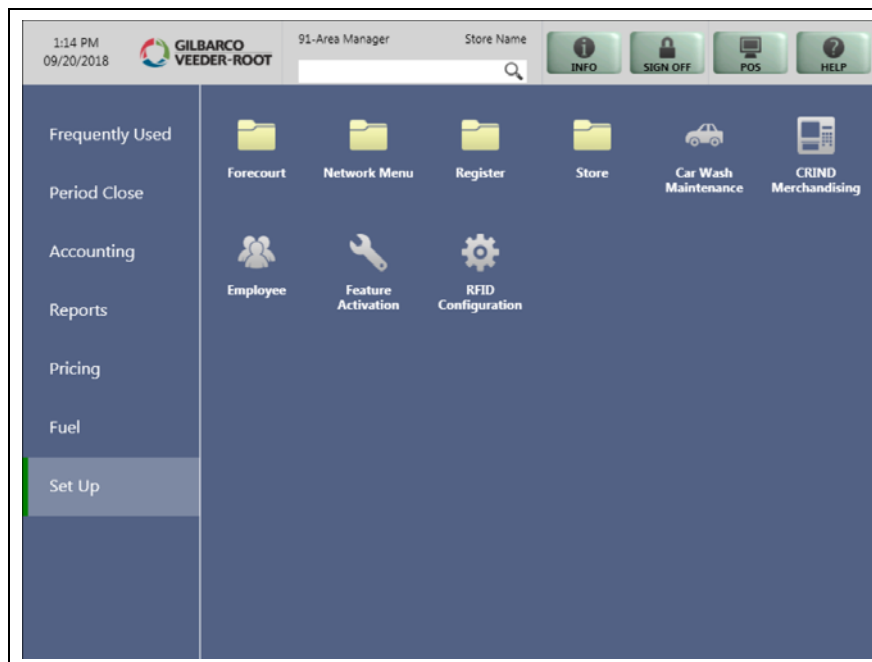 1:14 PM
09/20/2018
GILBARCO
VEEDER-ROOT
91-Area Manager
Store Name
INFO
SIGN OFF
POS
HELP
Frequently Used
Period Close
Accounting
Reports
Pricing
Fuel
Set Up
Forecourt
Network Menu
Register
Store
Car Wash
Maintenance
CRIND
Merchandising
Employee
Feature
Activation
RFID
Configuration